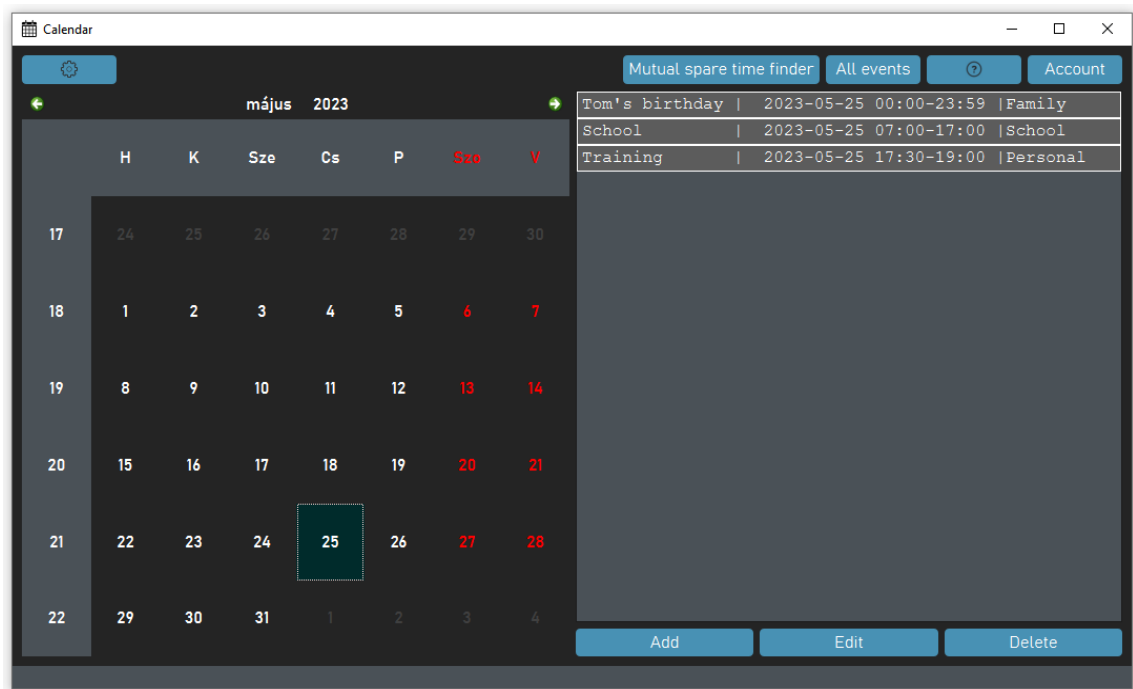 Calendar
Mutual spare time finder All events ? Account
május 2023
H K Sze Cs P Szo V
17 24 25 26 27 28 29 30
18 1 2 3 4 5 6 7
19 8 9 10 11 12 13 14
20 15 16 17 18 19 20 21
21 22 23 24 25 26 27 28
22 29 30 31 1 2 3 4
Tom's birthday | 2023-05-25 00:00-23:59 |Family
School | 2023-05-25 07:00-17:00 |School
Training | 2023-05-25 17:30-19:00 |Personal
Add Edit Delete